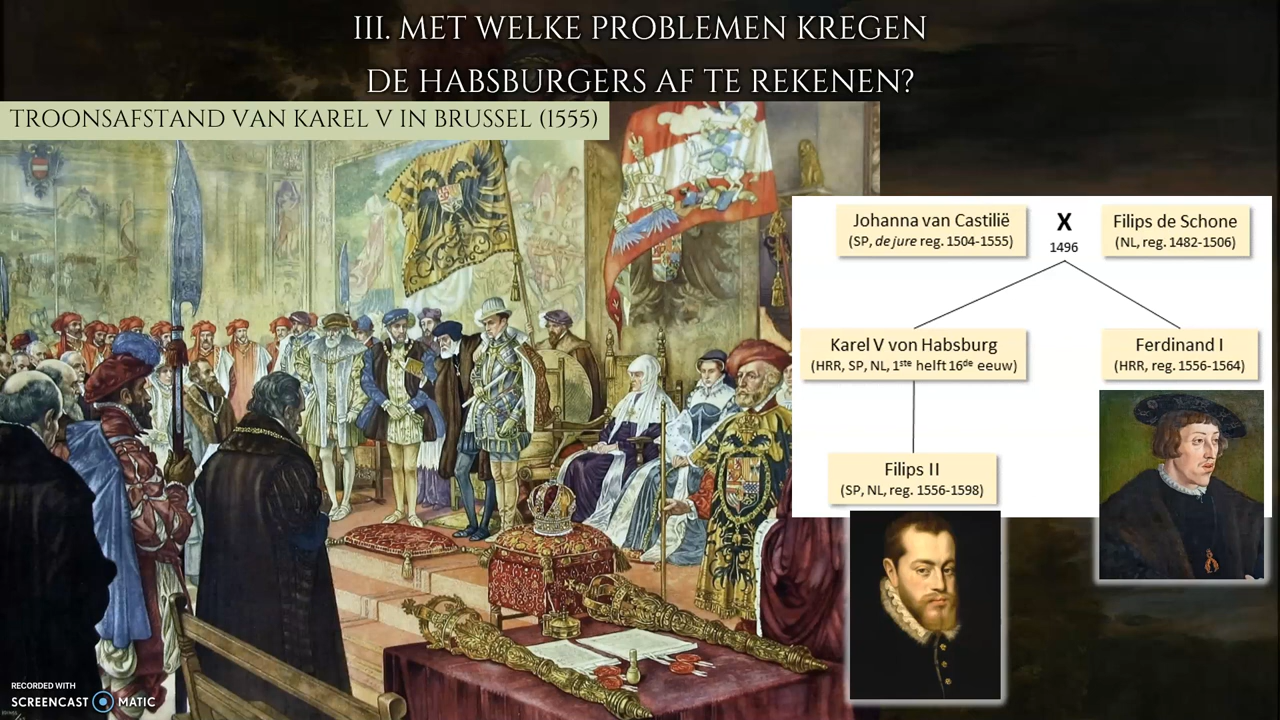 III. MET WELKE PROBLEMEN KREGEN
DE HABSBURGERS AF TE REKENEN?
TROONSAFSTAND VAN KAREL V IN BRUSSEL (1555)
Johanna van Castilië
(SP, de jure reg. 1504-1555)
X
1496
Filips de Schone
(NL, reg. 1482-1506)
Karel V von Habsburg
(HRR, SP, NL, 1ste helft 16de eeuw)
Ferdinand I
(HRR, reg. 1556-1564)
Filips II
(SP, NL, reg. 1556-1598)
RECORDED WITH
SCREENCAST MATIC